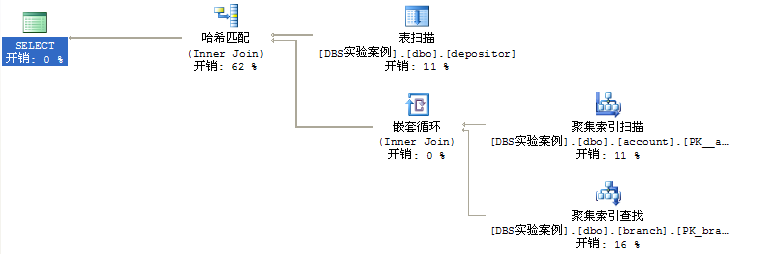 SELECT
开销: 0 %
哈希匹配
(Inner Join)
开销: 62 %
表扫描
[DBS实验案例].[dbo].[depositor]
开销: 11 %
嵌套循环
(Inner Join)
开销: 0 %
聚集索引扫描
[DBS实验案例].[dbo].[account].[PK__a…
开销: 11 %
聚集索引查找
[DBS实验案例].[dbo].[branch].[PK_bra…
开销: 16 %